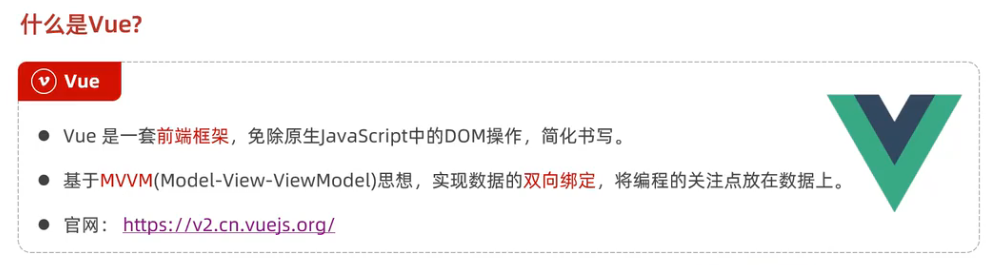 什么是Vue?
Vue
Vue 是一套前端框架，免除原生JavaScript中的DOM操作，简化书写。
基于MVVM(Model-View-ViewModel)思想，实现数据的双向绑定，将编程的关注点放在数据上。
官网： https://v2.cn.vuejs.org/